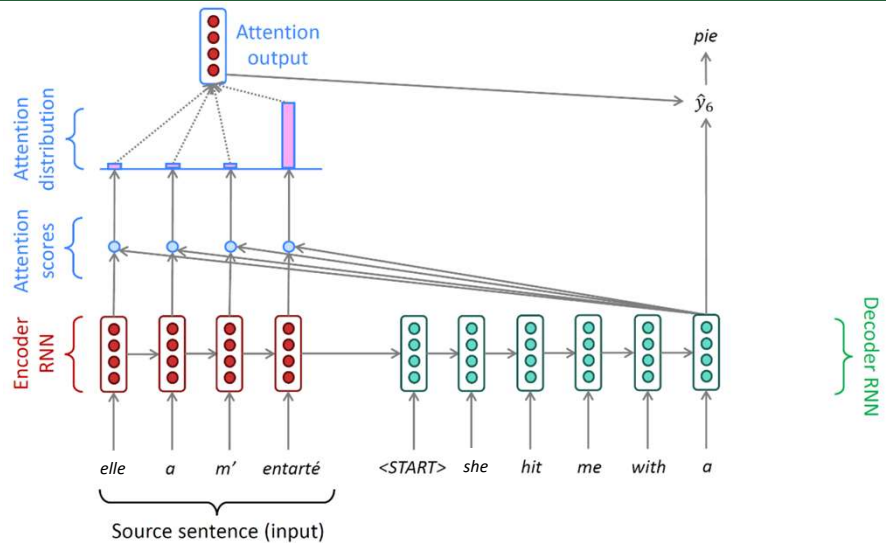 Attention
output
pie
ŷ₆
Attention
distribution
Attention
scores
Encoder
RNN
Decoder RNN
elle a m’ entarté <START> she hit me with a
Source sentence (input)